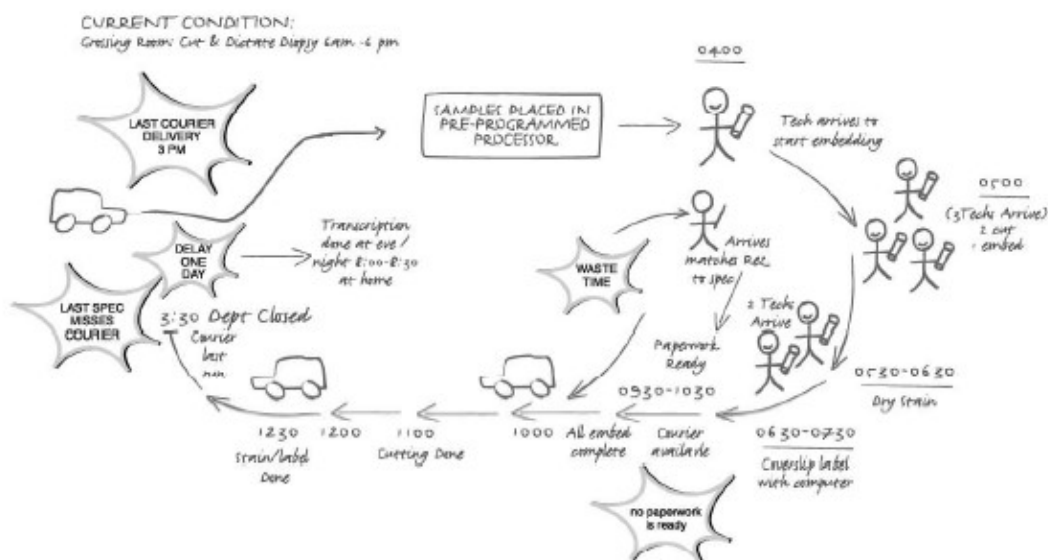 CURRENT CONDITION:
Grossing Room: Cut & Dictate Biopsy 6am - 6 pm
LAST COURIER
DELIVERY
3 PM
SAMPLES PLACED IN
PRE-PROGRAMMED
PROCESSOR
0400
Tech arrives to
start embedding
0500
(3 Techs Arrive)
2 cut
1 embed
DELAY
ONE
DAY
Transcription
done at eve /
night 8:00-8:30
at home
WASTE
TIME
Arrives
matches Rec
to spec
LAST SPEC
MISSES
COURIER
3:30 Dept Closed
Courier
last
run
2 Techs
Arrive
Paperwork
Ready
0530-0630
Dry Stain
0930-1030
1230
1200
1100
1000
Stain/label
Done
Cutting Done
All embed
complete
Courier
available
0630-0730
Coverslip label
with computer
no paperwork
is ready